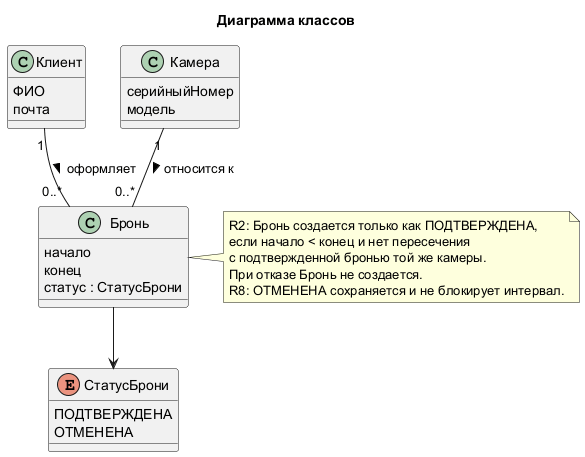 Диаграмма классов
C Клиент
ФИО
почта
C Камера
серийныйНомер
модель
1
1
оформляет
относится к
0..*
0..*
C Бронь
начало
конец
статус : СтатусБрони
R2: Бронь создается только как ПОДТВЕРЖДЕНА,
если начало < конец и нет пересечения
с подтвержденной бронью той же камеры.
При отказе Бронь не создается.
R8: ОТМЕНЕНА сохраняется и не блокирует интервал.
E СтатусБрони
ПОДТВЕРЖДЕНА
ОТМЕНЕНА